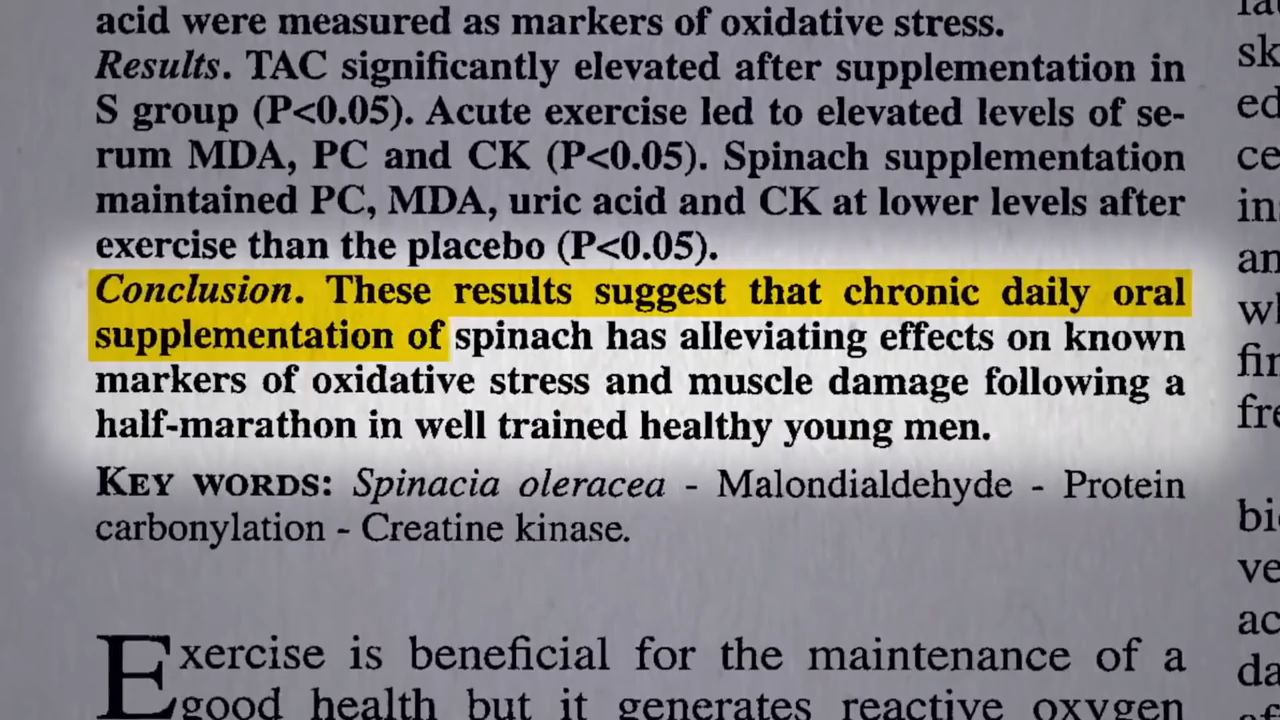 acid were measured as markers of oxidative stress.
Results. TAC significantly elevated after supplementation in
S group (P<0.05). Acute exercise led to elevated levels of se-
rum MDA, PC and CK (P<0.05). Spinach supplementation
maintained PC, MDA, uric acid and CK at lower levels after
exercise than the placebo (P<0.05).
Conclusion. These results suggest that chronic daily oral
supplementation of spinach has alleviating effects on known
markers of oxidative stress and muscle damage following a
half-marathon in well trained healthy young men.
KEY WORDS: Spinacia oleracea - Malondialdehyde - Protein
carbonylation - Creatine kinase.
Exercise is beneficial for the maintenance of a
good health but it generates reactive oxygen